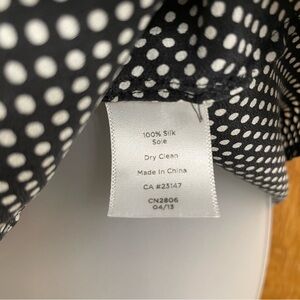 100% Silk
Soie
Dry Clean
Made In China
CA #23147
CN2806
04/13